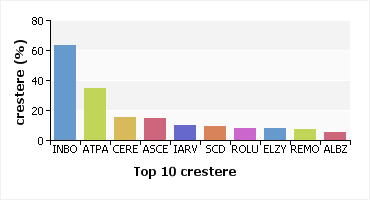 80
60
40
20
0
crestere (%)
INBO ATPA CERE ASCE IARV SCD ROLU ELZY REMO ALBZ
Top 10 crestere